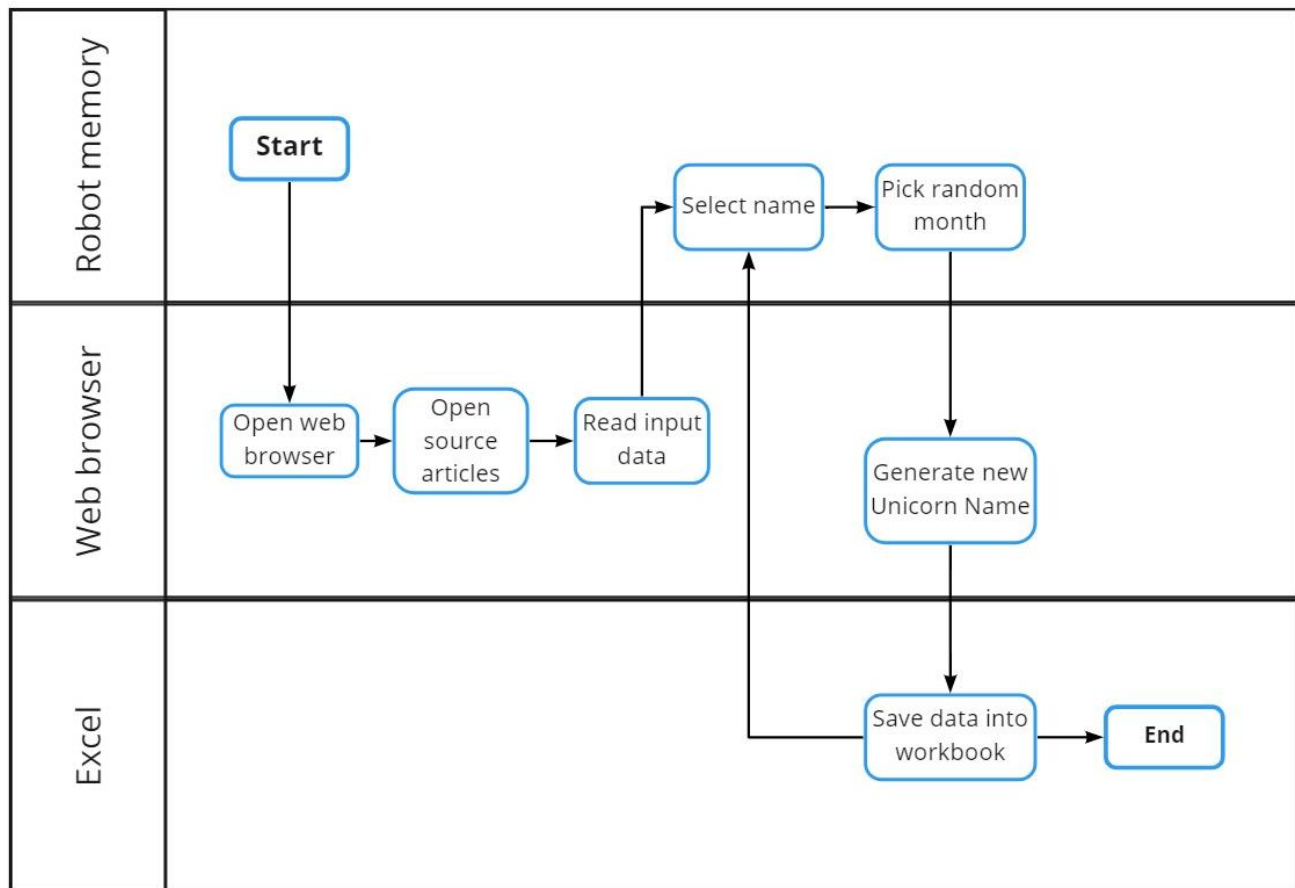 Robot memory
Start
Select name
Pick random
month
Web browser
Open web
browser
Open
source
articles
Read input
data
Generate new
Unicorn Name
Excel
Save data into
workbook
End